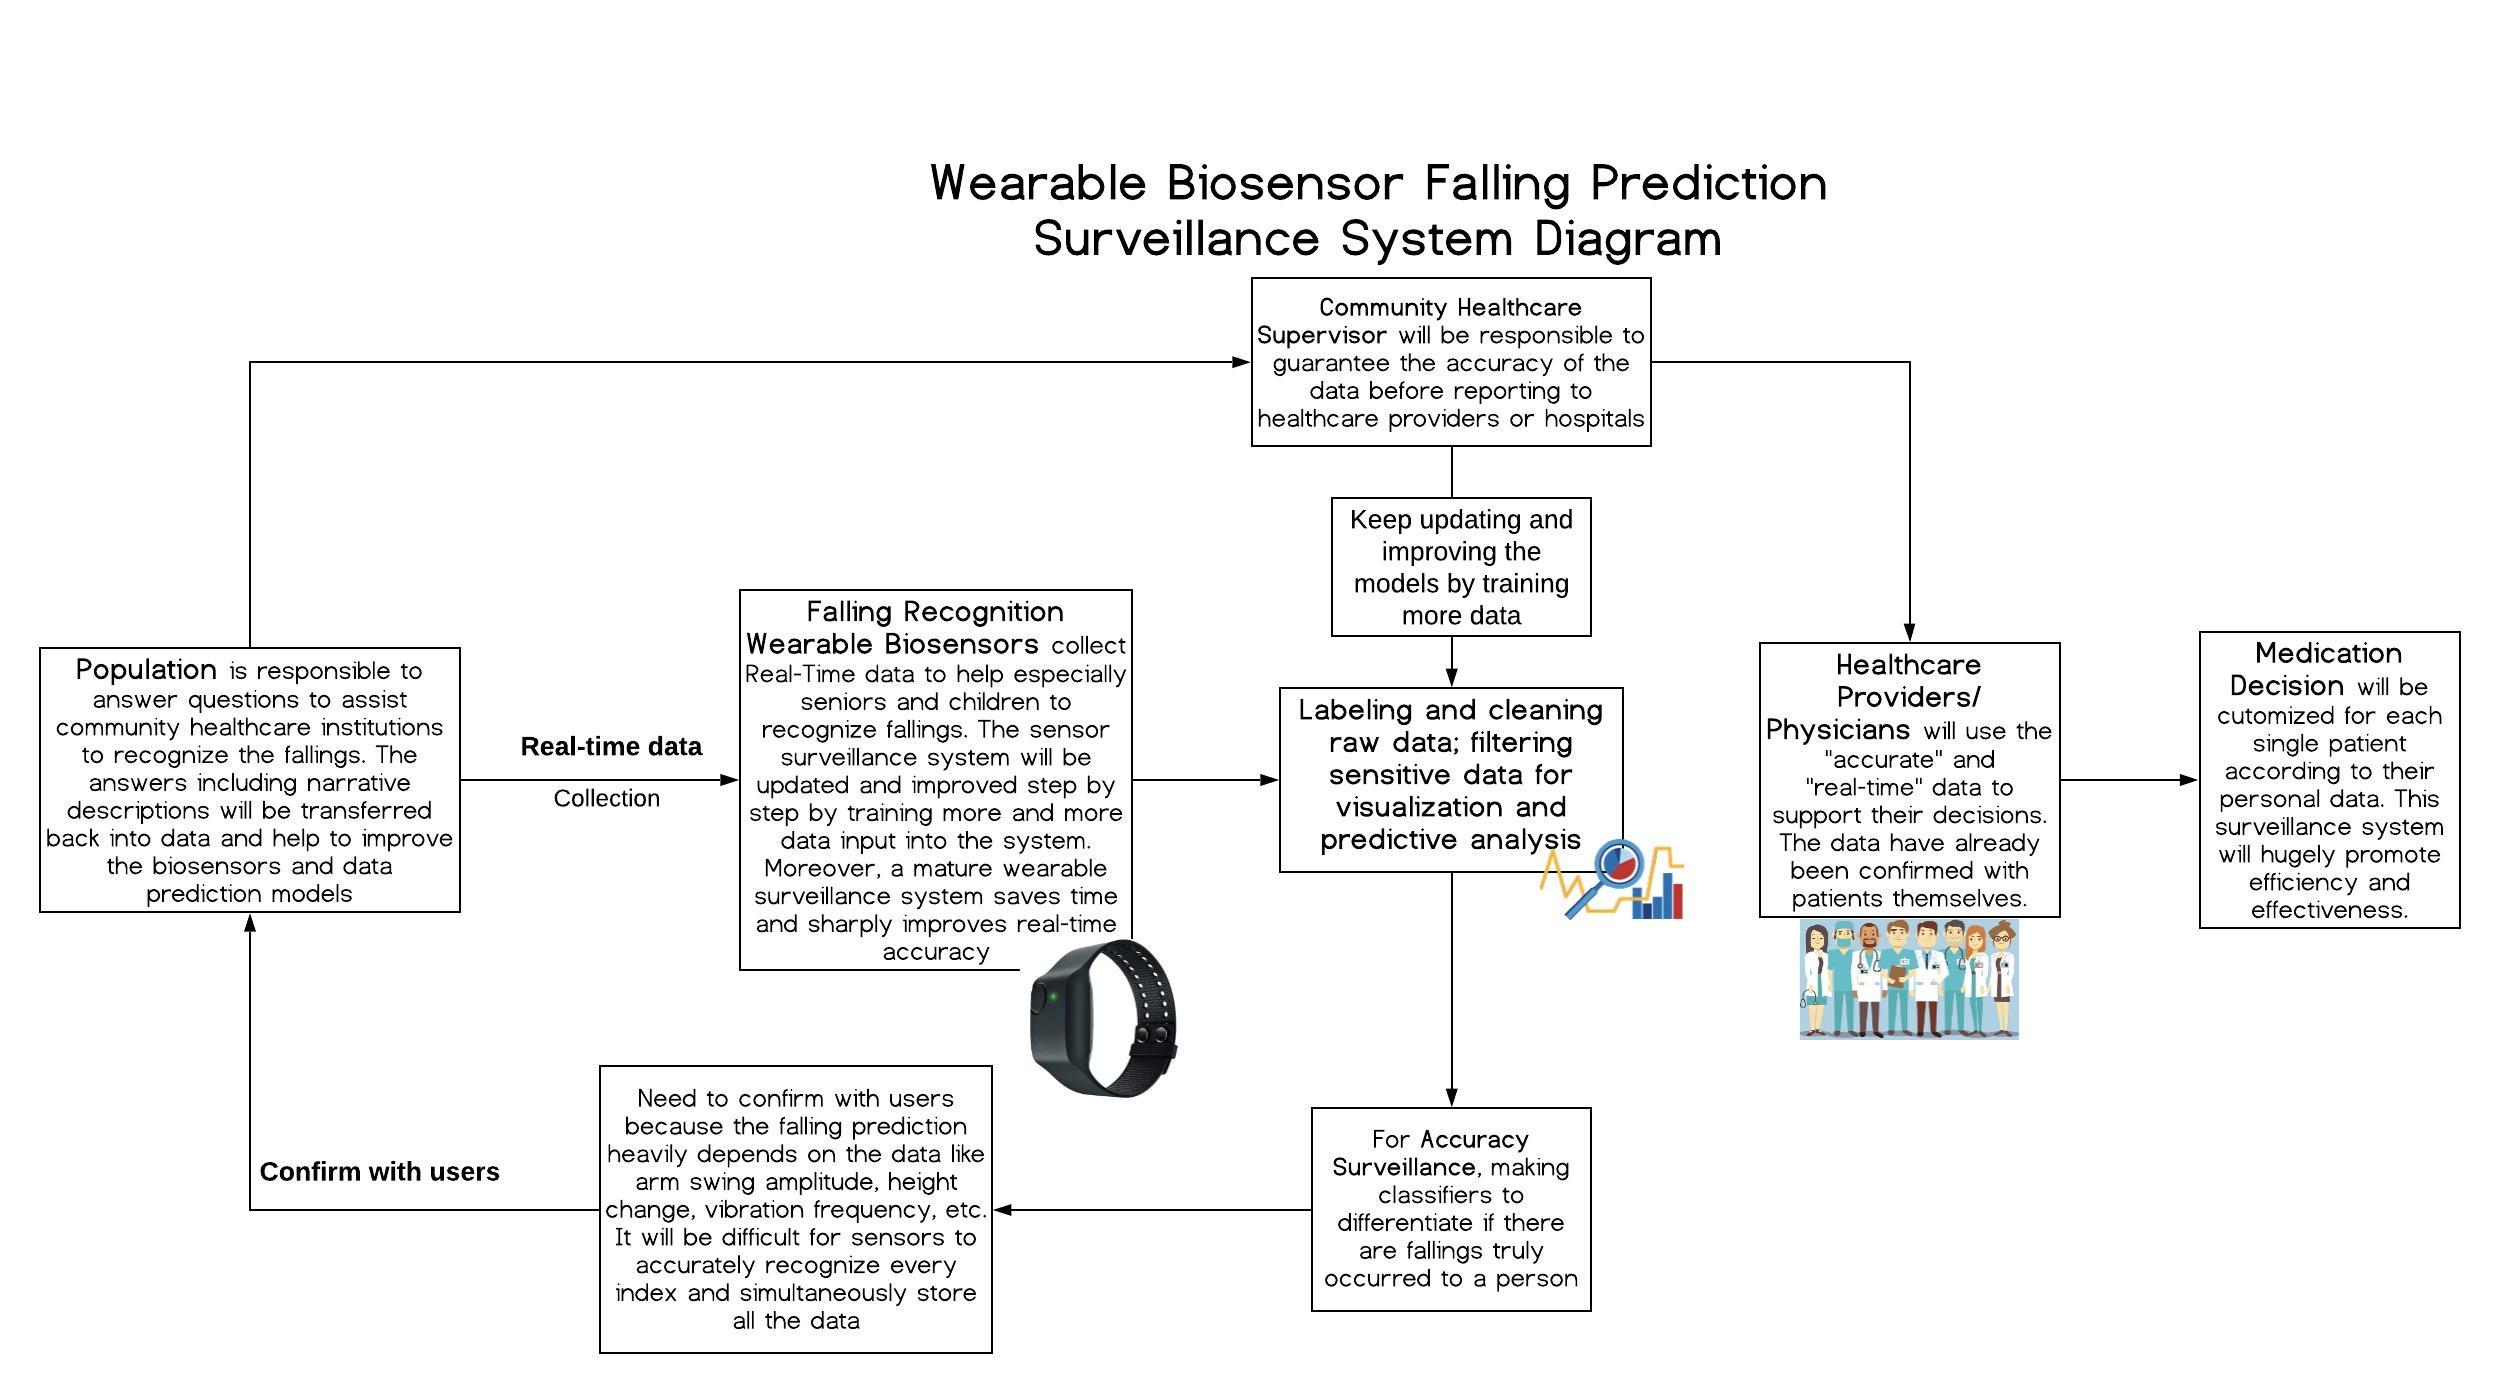 Wearable Biosensor Falling Prediction
Surveillance System Diagram
Community Healthcare
Supervisor will be responsible to
guarantee the accuracy of the
data before reporting to
healthcare providers or hospitals
Keep updating and
improving the
models by training
more data
Population is responsible to
answer questions to assist
community healthcare institutions
to recognize the fallings. The
answers including narrative
descriptions will be transferred
back into data and help to improve
the biosensors and data
prediction models
Real-time data
Collection
Falling Recognition
Wearable Biosensors collect
Real-Time data to help especially
seniors and children to
recognize fallings. The sensor
surveillance system will be
updated and improved step by
step by training more and more
data input into the system.
Moreover, a mature wearable
surveillance system saves time
and sharply improves real-time
accuracy
Labeling and cleaning
raw data; filtering
sensitive data for
visualization and
predictive analysis
Healthcare
Providers/
Physicians will use the
"accurate" and
"real-time" data to
support their decisions.
The data have already
been confirmed with
patients themselves.
Medication
Decision will be
cutomized for each
single patient
according to their
personal data. This
surveillance system
will hugely promote
efficiency and
effectiveness.
Confirm with users
Need to confirm with users
because the falling prediction
heavily depends on the data like
arm swing amplitude, height
change, vibration frequency, etc.
It will be difficult for sensors to
accurately recognize every
index and simultaneously store
all the data
For Accuracy
Surveillance, making
classifiers to
differentiate if there
are fallings truly
occurred to a person